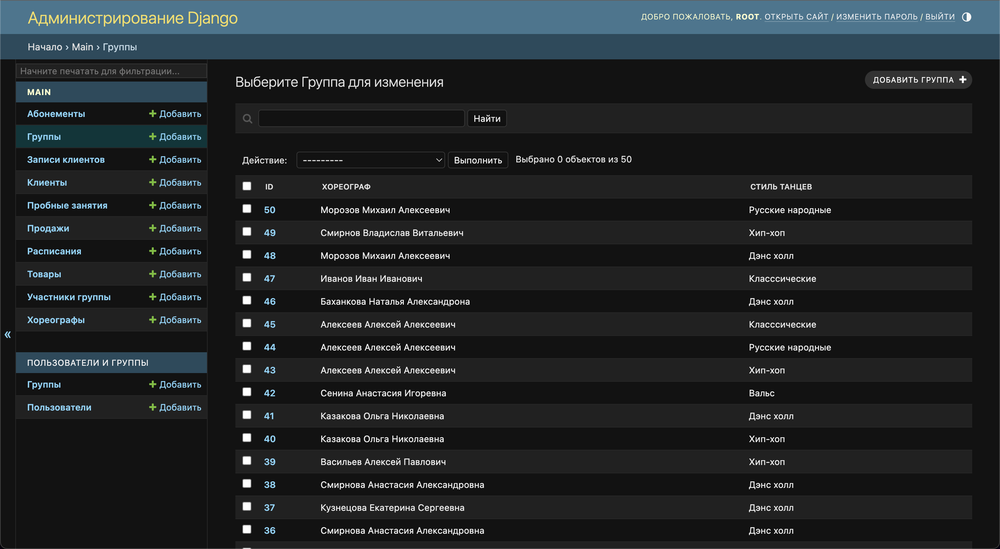 Администрирование Django
ДОБРО ПОЖАЛОВАТЬ, ROOT. ОТКРЫТЬ САЙТ / ИЗМЕНИТЬ ПАРОЛЬ / ВЫЙТИ
Начало › Main › Группы
Начните печатать для фильтрации...
MAIN
Абонементы Добавить
Группы Добавить
Записи клиентов Добавить
Клиенты Добавить
Пробные занятия Добавить
Продажи Добавить
Расписания Добавить
Товары Добавить
Участники группы Добавить
Хореографы Добавить
«
ПОЛЬЗОВАТЕЛИ И ГРУППЫ
Группы Добавить
Пользователи Добавить
Выберите Группа для изменения
ДОБАВИТЬ ГРУППА
Найти
Действие: --------- Выполнить Выбрано 0 объектов из 50
ID ХОРЕОГРАФ СТИЛЬ ТАНЦЕВ
50 Морозов Михаил Алексеевич Русские народные
49 Смирнов Владислав Витальевич Хип-хоп
48 Морозов Михаил Алексеевич Дэнс холл
47 Иванов Иван Иванович Класссические
46 Баханкова Наталья Александрона Дэнс холл
45 Алексеев Алексей Алексеевич Класссические
44 Алексеев Алексей Алексеевич Русские народные
43 Алексеев Алексей Алексеевич Хип-хоп
42 Сенина Анастасия Игоревна Вальс
41 Казакова Ольга Николаевна Дэнс холл
40 Казакова Ольга Николаевна Хип-хоп
39 Васильев Алексей Павлович Хип-хоп
38 Смирнова Анастасия Александровна Дэнс холл
37 Кузнецова Екатерина Сергеевна Дэнс холл
36 Смирнова Анастасия Александровна Дэнс холл